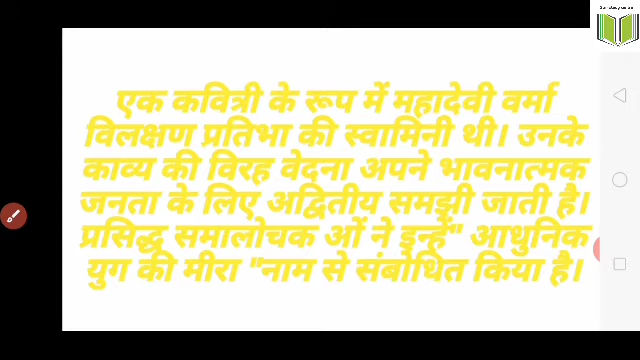 एक कवित्री के रूप में महादेवी वर्मा
विलक्षण प्रतिभा की स्वामिनी थी। उनके
काव्य की विरह वेदना अपने भावनात्मक
जनता के लिए अद्वितीय समझी जाती है।
प्रसिद्ध समालोचक ओं ने इन्हें" आधुनिक
युग की मीरा "नाम से संबोधित किया है।